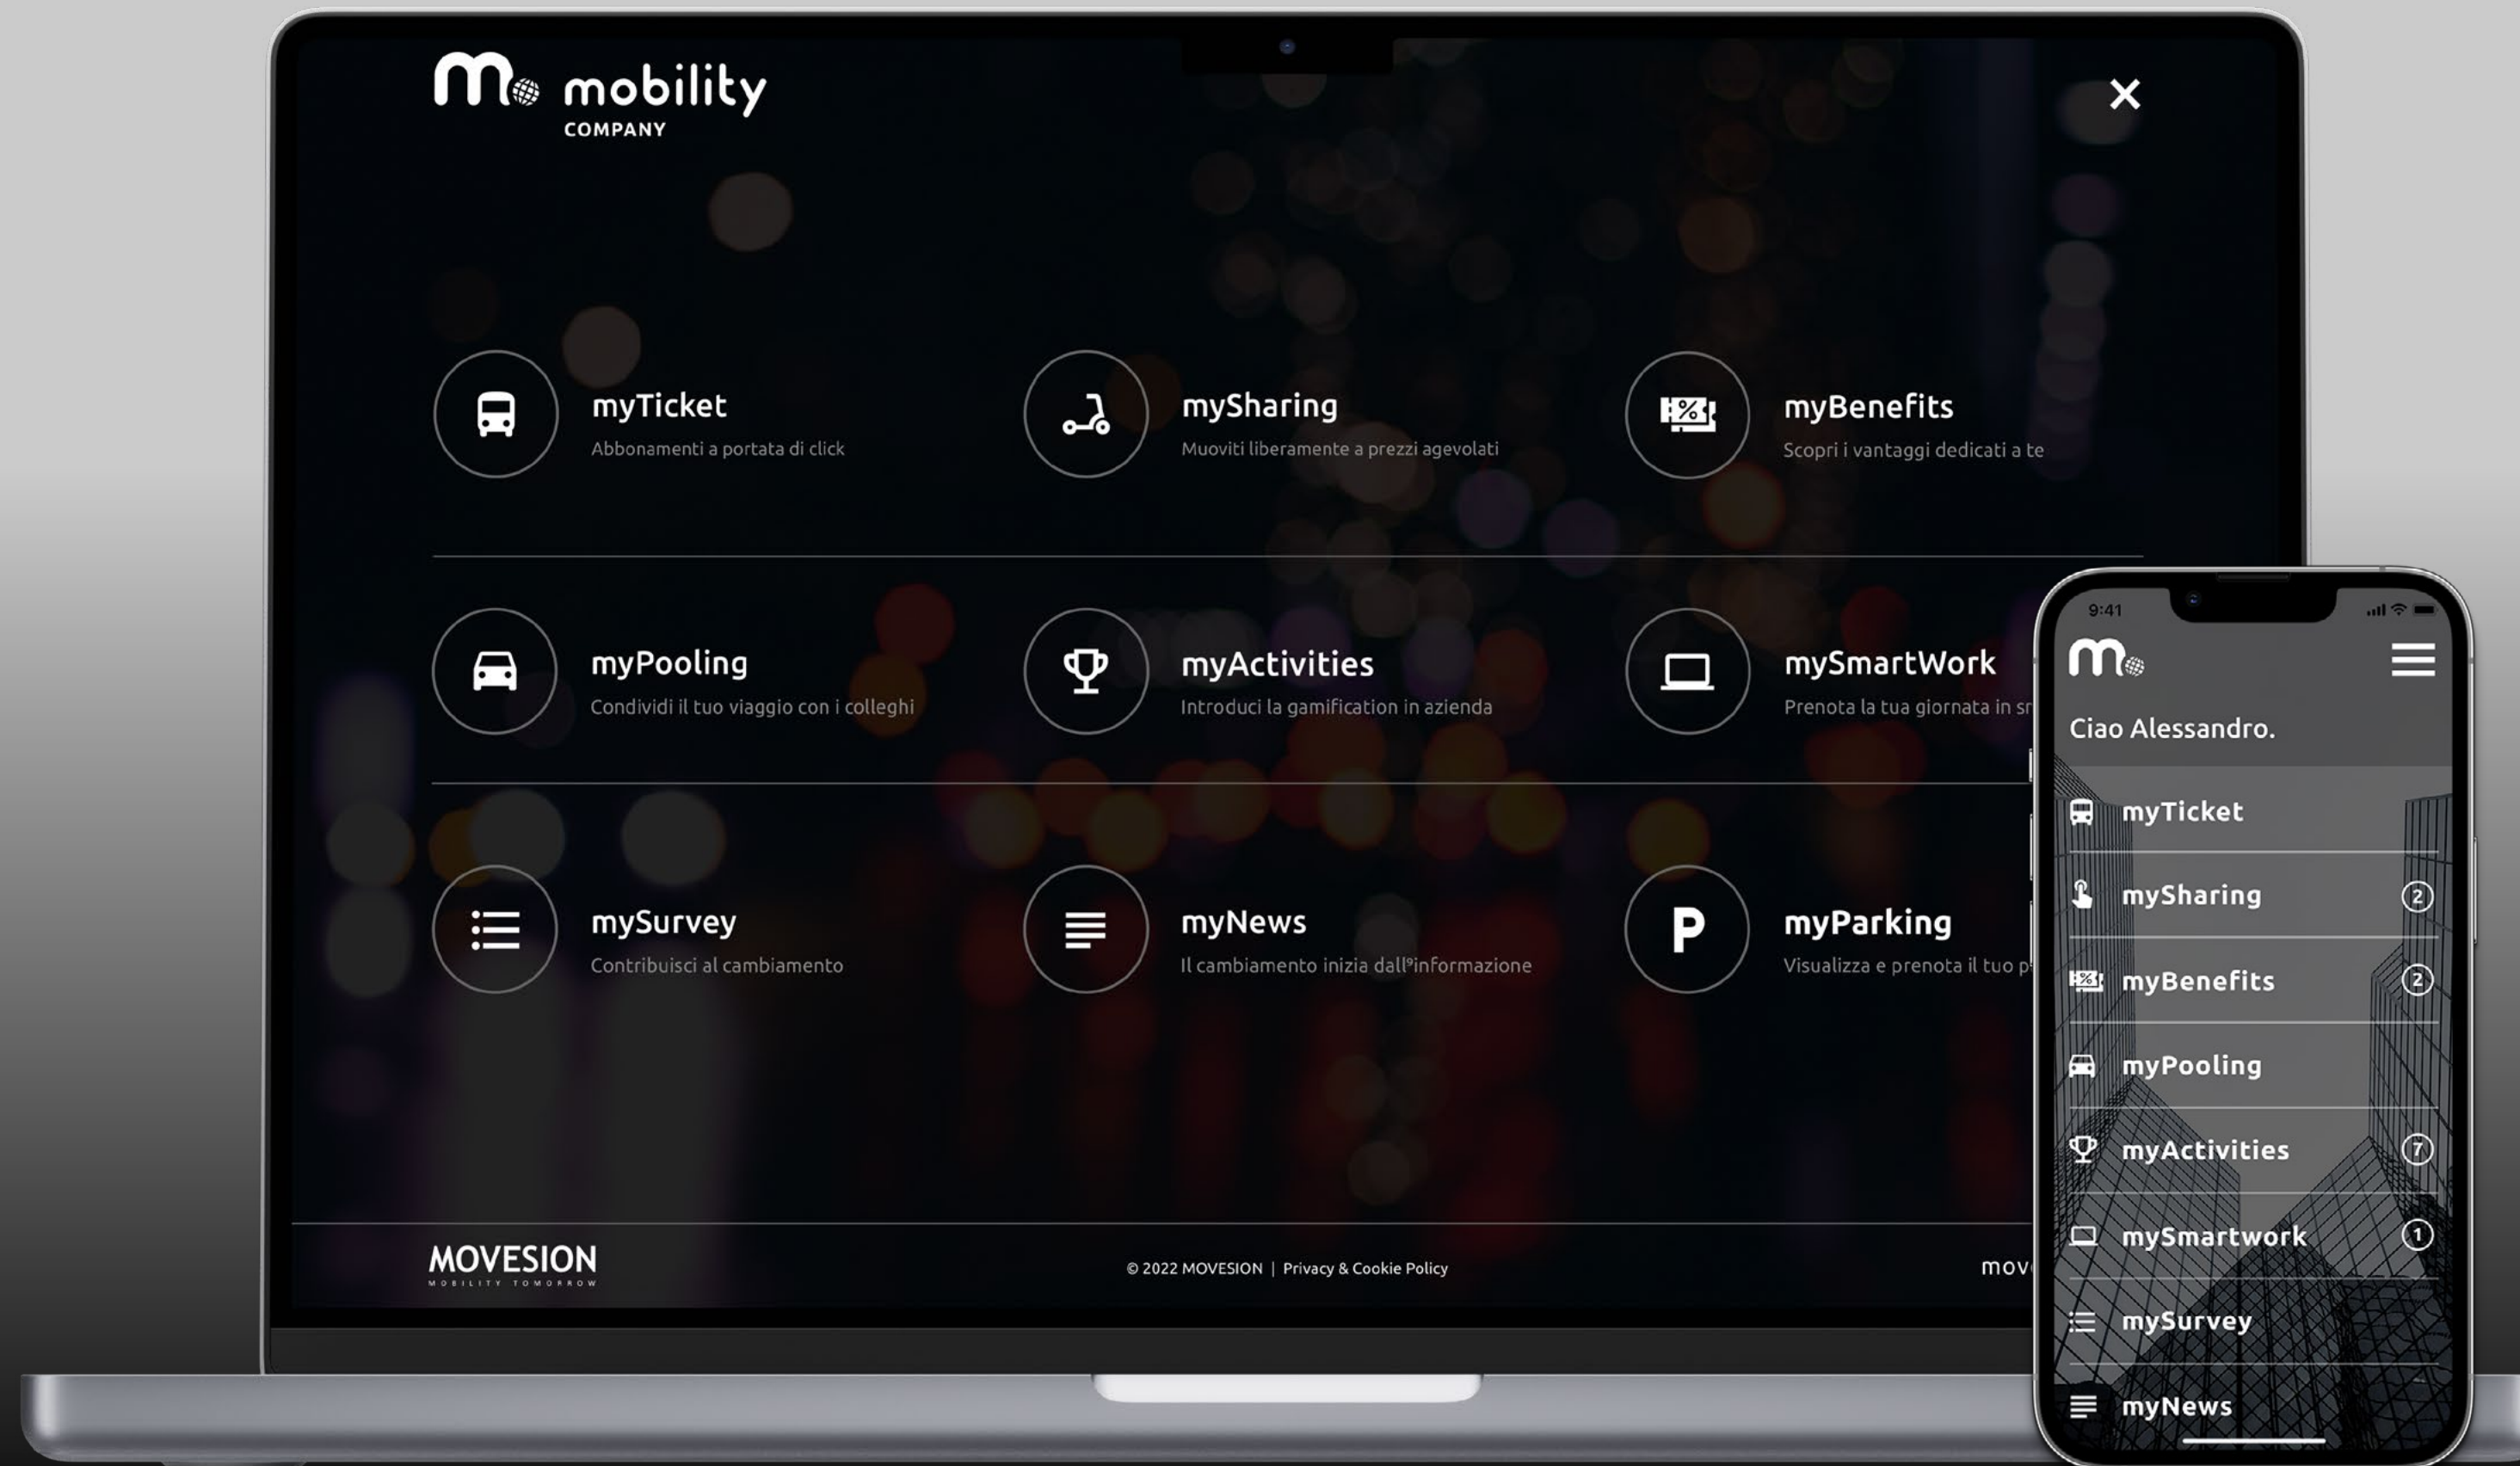 mobility
COMPANY
myTicket
Abbonamenti a portata di click
mySharing
Muoviti liberamente a prezzi agevolati
myBenefits
Scopri i vantaggi dedicati a te
myPooling
Condividi il tuo viaggio con i colleghi
myActivities
Introduci la gamification in azienda
mySmartWork
Prenota la tua giornata in
mySurvey
Contribuisci al cambiamento
myNews
Il cambiamento inizia dall°informazione
P
myParking
Visualizza e prenota il tuo
MOVESION
MOBILITY TOMORROW
© 2022 MOVESION | Privacy & Cookie Policy
9:41
m
Ciao Alessandro.
myTicket
mySharing 2
myBenefits 2
myPooling
myActivities 7
mySmartwork 1
mySurvey
myNews